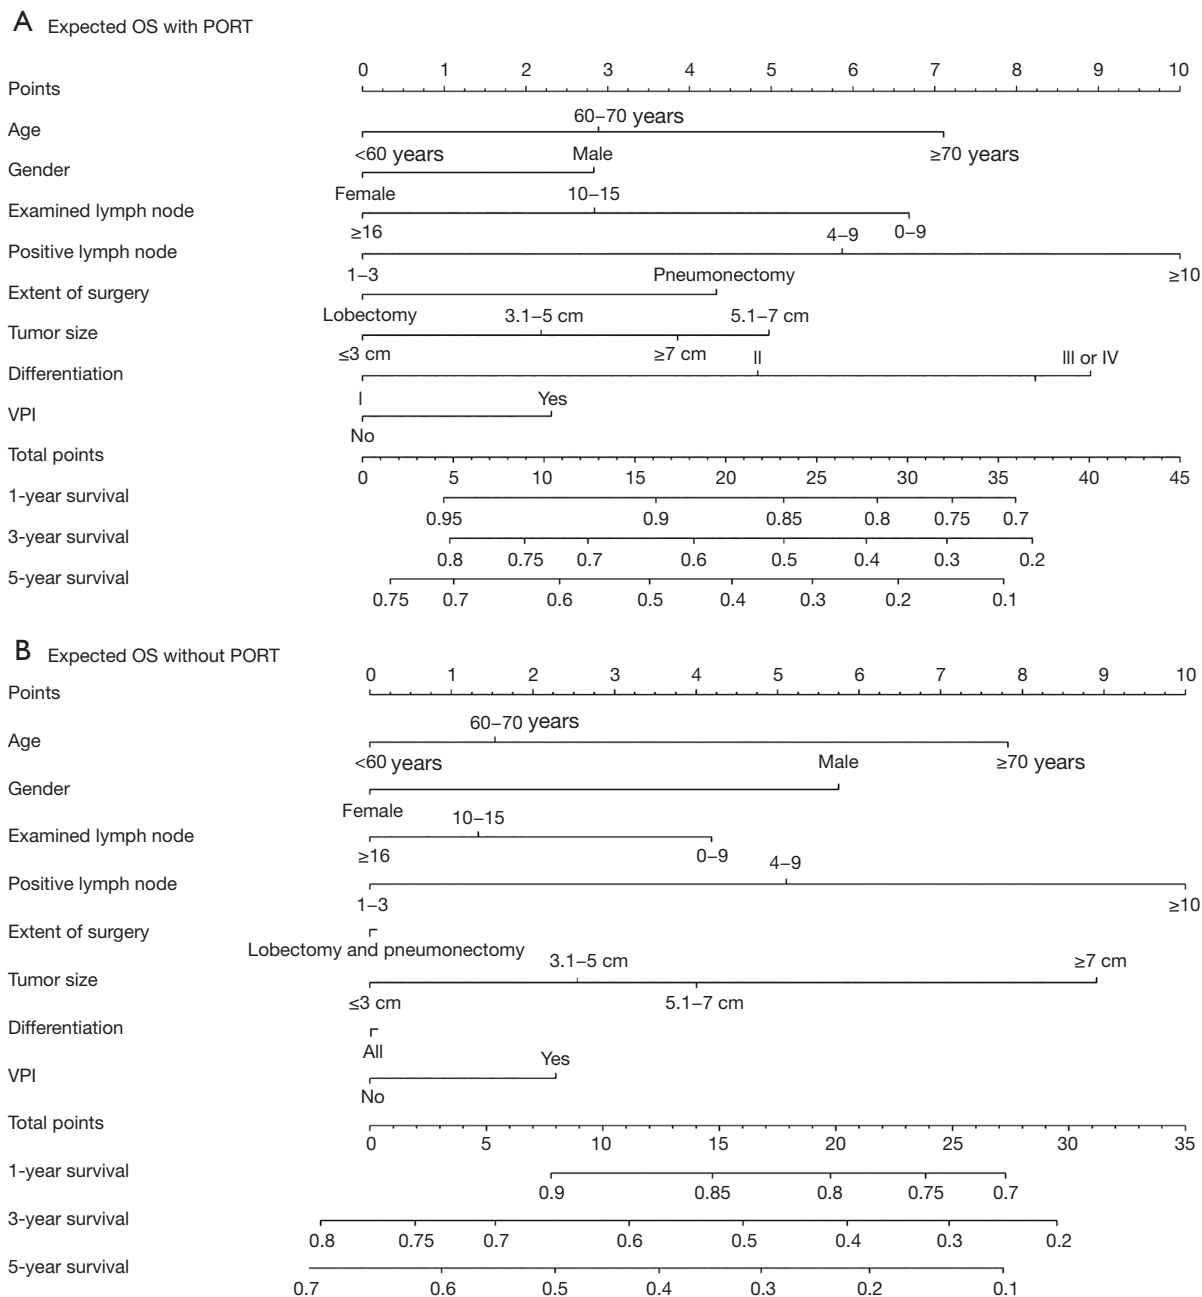 A Expected OS with PORT
0 1 2 3 4 5 6 7 8 9 10
Points
60–70 years
Age
<60 years Male ≥70 years
Gender
Female 10–15
Examined lymph node
≥16 4–9 0–9
Positive lymph node
1–3 Pneumonectomy ≥10
Extent of surgery
Lobectomy 3.1–5 cm 5.1–7 cm
Tumor size
≤3 cm ≥7 cm II III or IV
Differentiation
I Yes
VPI
No
Total points
0 5 10 15 20 25 30 35 40 45
1-year survival
0.95 0.9 0.85 0.8 0.75 0.7
3-year survival
0.8 0.75 0.7 0.6 0.5 0.4 0.3 0.2
5-year survival
0.75 0.7 0.6 0.5 0.4 0.3 0.2 0.1
B Expected OS without PORT
0 1 2 3 4 5 6 7 8 9 10
Points
60–70 years
Age
<60 years Male ≥70 years
Gender
Female 10–15
Examined lymph node
≥16 0–9 4–9
Positive lymph node
1–3 ≥10
Extent of surgery
Lobectomy and pneumonectomy 3.1–5 cm ≥7 cm
Tumor size
≤3 cm 5.1–7 cm
Differentiation
All Yes
VPI
No
Total points
0 5 10 15 20 25 30 35
1-year survival
0.9 0.85 0.8 0.75 0.7
3-year survival
0.8 0.75 0.7 0.6 0.5 0.4 0.3 0.2
5-year survival
0.7 0.6 0.5 0.4 0.3 0.2 0.1